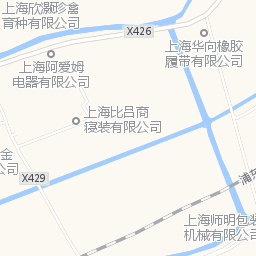 上海欣灏珍禽
育种有限公司
X426
上海华向橡胶
履带有限公司
上海阿爱姆
电器有限公司
上海比吕商
寝装有限公司
金
公司
X429
浦东
上海师明包装
机械有限公司